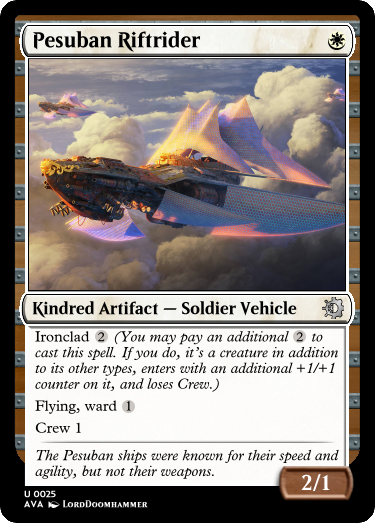 Pesuban Riftrider
Kindred Artifact — Soldier Vehicle
Ironclad 2 (You may pay an additional 2 to
cast this spell. If you do, it's a creature in addition
to its other types, enters with an additional +1/+1
counter on it, and loses Crew.)
Flying, ward 1
Crew 1
The Pesuban ships were known for their speed and
agility, but not their weapons.
2/1
U 0025
AVA LordDoomhammer